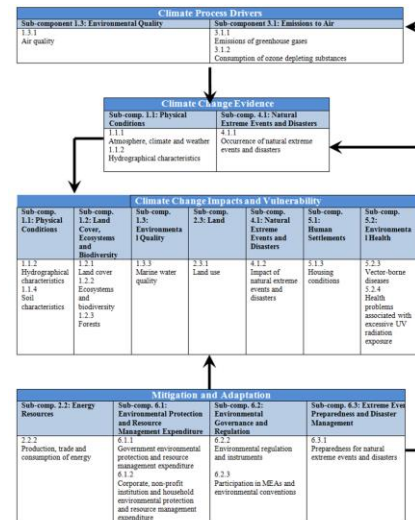 Climate Process Drivers
Sub-component 1.3: Environmental Quality
Sub-component 3.1: Emissions to Air
1.3.1
Air quality
3.1.1
Emissions of greenhouse gases
3.1.2
Consumption of ozone depleting substances
Climate Change Evidence
Sub-comp. 1.1: Physical
Conditions
Sub-comp. 4.1: Natural
Extreme Events and Disasters
1.1.1
Atmosphere, climate and weather
1.1.2
Hydrographical characteristics
4.1.1
Occurrence of natural extreme
events and disasters
Climate Change Impacts and Vulnerability
Sub-comp.
1.1: Physical
Conditions
Sub-comp.
1.2: Land
Cover,
Ecosystems
and
Biodiversity
Sub-comp.
1.3:
Environmenta
l Quality
Sub-comp.
2.3: Land
Sub-comp.
4.1: Natural
Extreme
Events and
Disasters
Sub-comp.
5.1:
Human
Settlements
Sub-comp.
5.2:
Environmenta
l Health
1.1.2
Hydrographical
characteristics
1.1.4
Soil
characteristics
1.2.1
Land cover
1.2.2
Ecosystems
and
biodiversity
1.2.3
Forests
1.3.3
Marine water
quality
2.3.1
Land use
4.1.2
Impact of
natural extreme
events and
disasters
5.1.3
Housing
conditions
5.2.3
Vector-borne
diseases
5.2.4
Health
problems
associated with
excessive UV
radiation
exposure
Mitigation and Adaptation
Sub-comp. 2.2: Energy
Resources
Sub-comp. 6.1:
Environmental Protection
and Resource
Management Expenditure
Sub-comp. 6.2:
Environmental
Governance and
Regulation
Sub-comp. 6.3: Extreme Even
Preparedness and Disaster
Management
2.2.2
Production, trade and
consumption of energy
6.1.1
Government environmental
protection and resource
management expenditure
6.1.2
Corporate, non-profit
institution and household
environmental protection
and resource management
expenditure
6.2.2
Environmental regulation
and instruments
6.2.3
Participation in MEAs and
environmental conventions
6.3.1
Preparedness for natural
extreme events and disasters